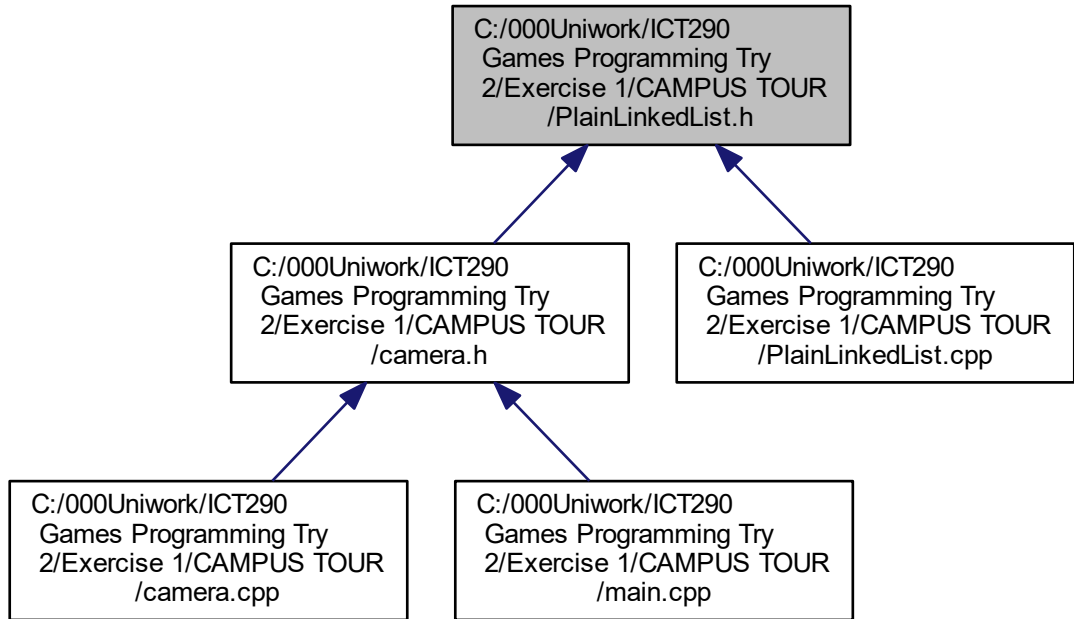 C:/000Uniwork/ICT290
Games Programming Try
2/Exercise 1/CAMPUS TOUR
/PlainLinkedList.h
C:/000Uniwork/ICT290
Games Programming Try
2/Exercise 1/CAMPUS TOUR
/camera.h
C:/000Uniwork/ICT290
Games Programming Try
2/Exercise 1/CAMPUS TOUR
/PlainLinkedList.cpp
C:/000Uniwork/ICT290
Games Programming Try
2/Exercise 1/CAMPUS TOUR
/camera.cpp
C:/000Uniwork/ICT290
Games Programming Try
2/Exercise 1/CAMPUS TOUR
/main.cpp